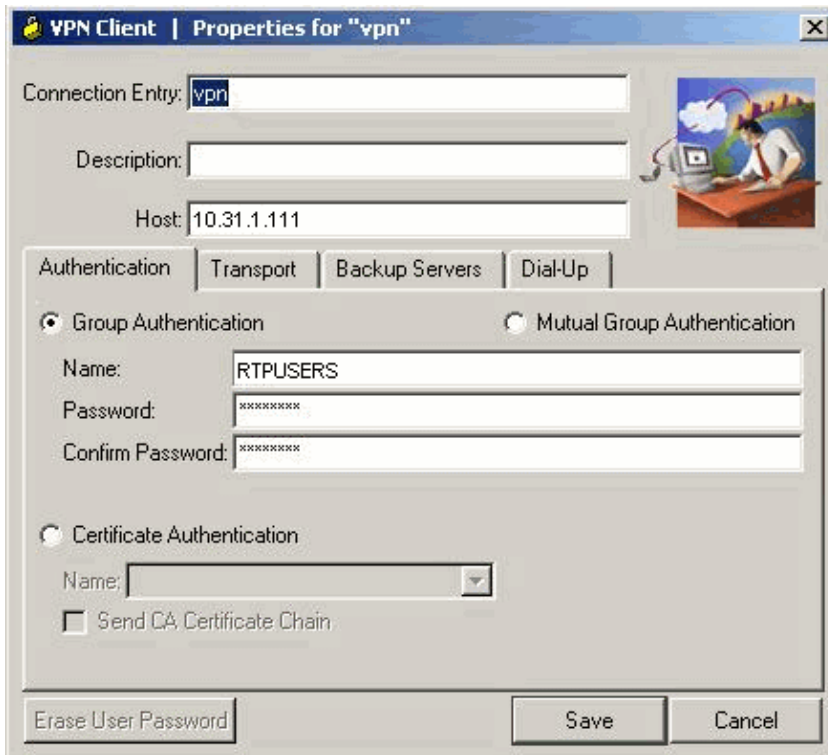 VPN Client | Properties for "vpn"
Connection Entry: vpn
Description:
Host: 10.31.1.111
Authentication Transport Backup Servers Dial-Up
Group Authentication Mutual Group Authentication
Name: RTPUSERS
Password: ********
Confirm Password: ********
Certificate Authentication
Name:
Send CA Certificate Chain
Erase User Password Save Cancel